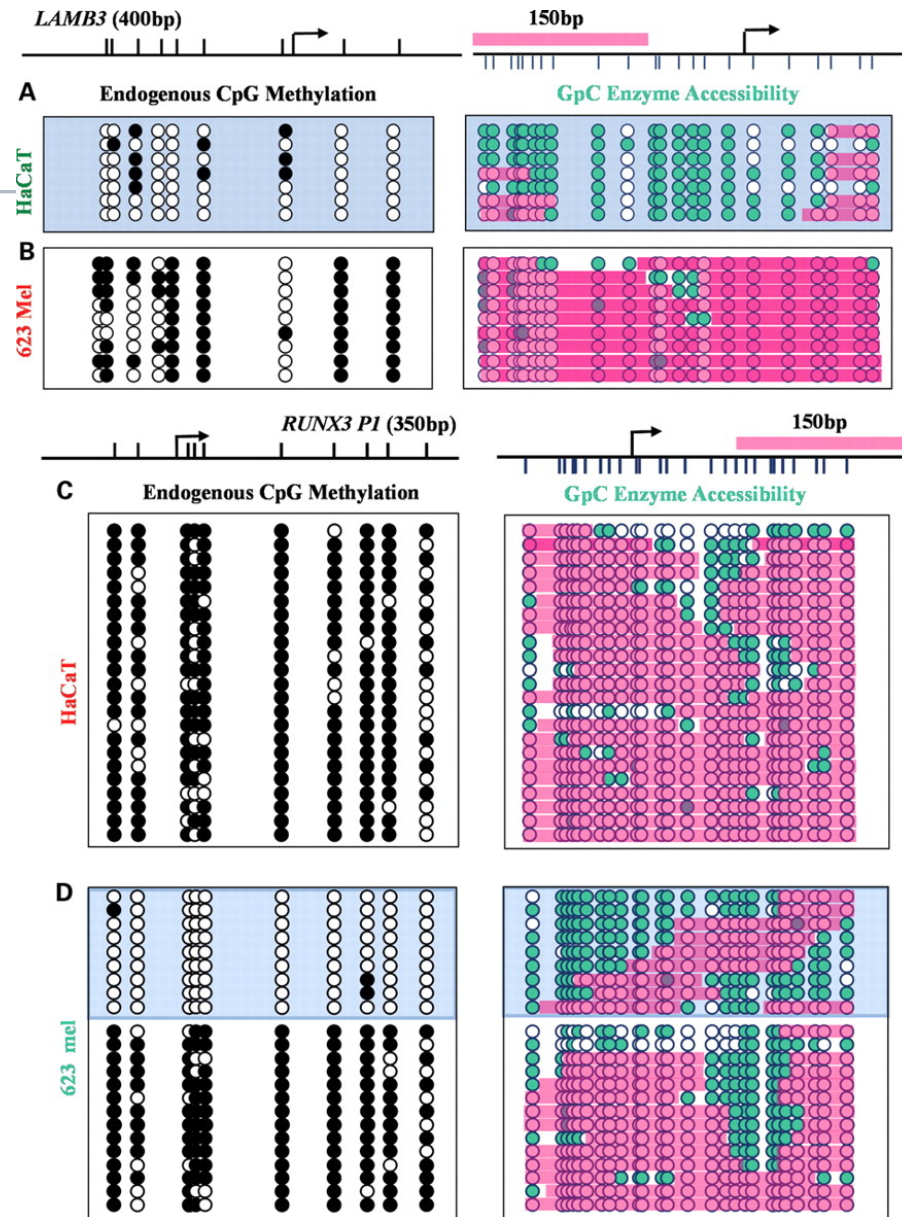 LAMB3 (400bp)
150bp
A
Endogenous CpG Methylation
GpC Enzyme Accessibility
HaCaT
B
623 Mel
RUNX3 P1 (350bp)
150bp
C
Endogenous CpG Methylation
GpC Enzyme Accessibility
HaCaT
D
623 mel